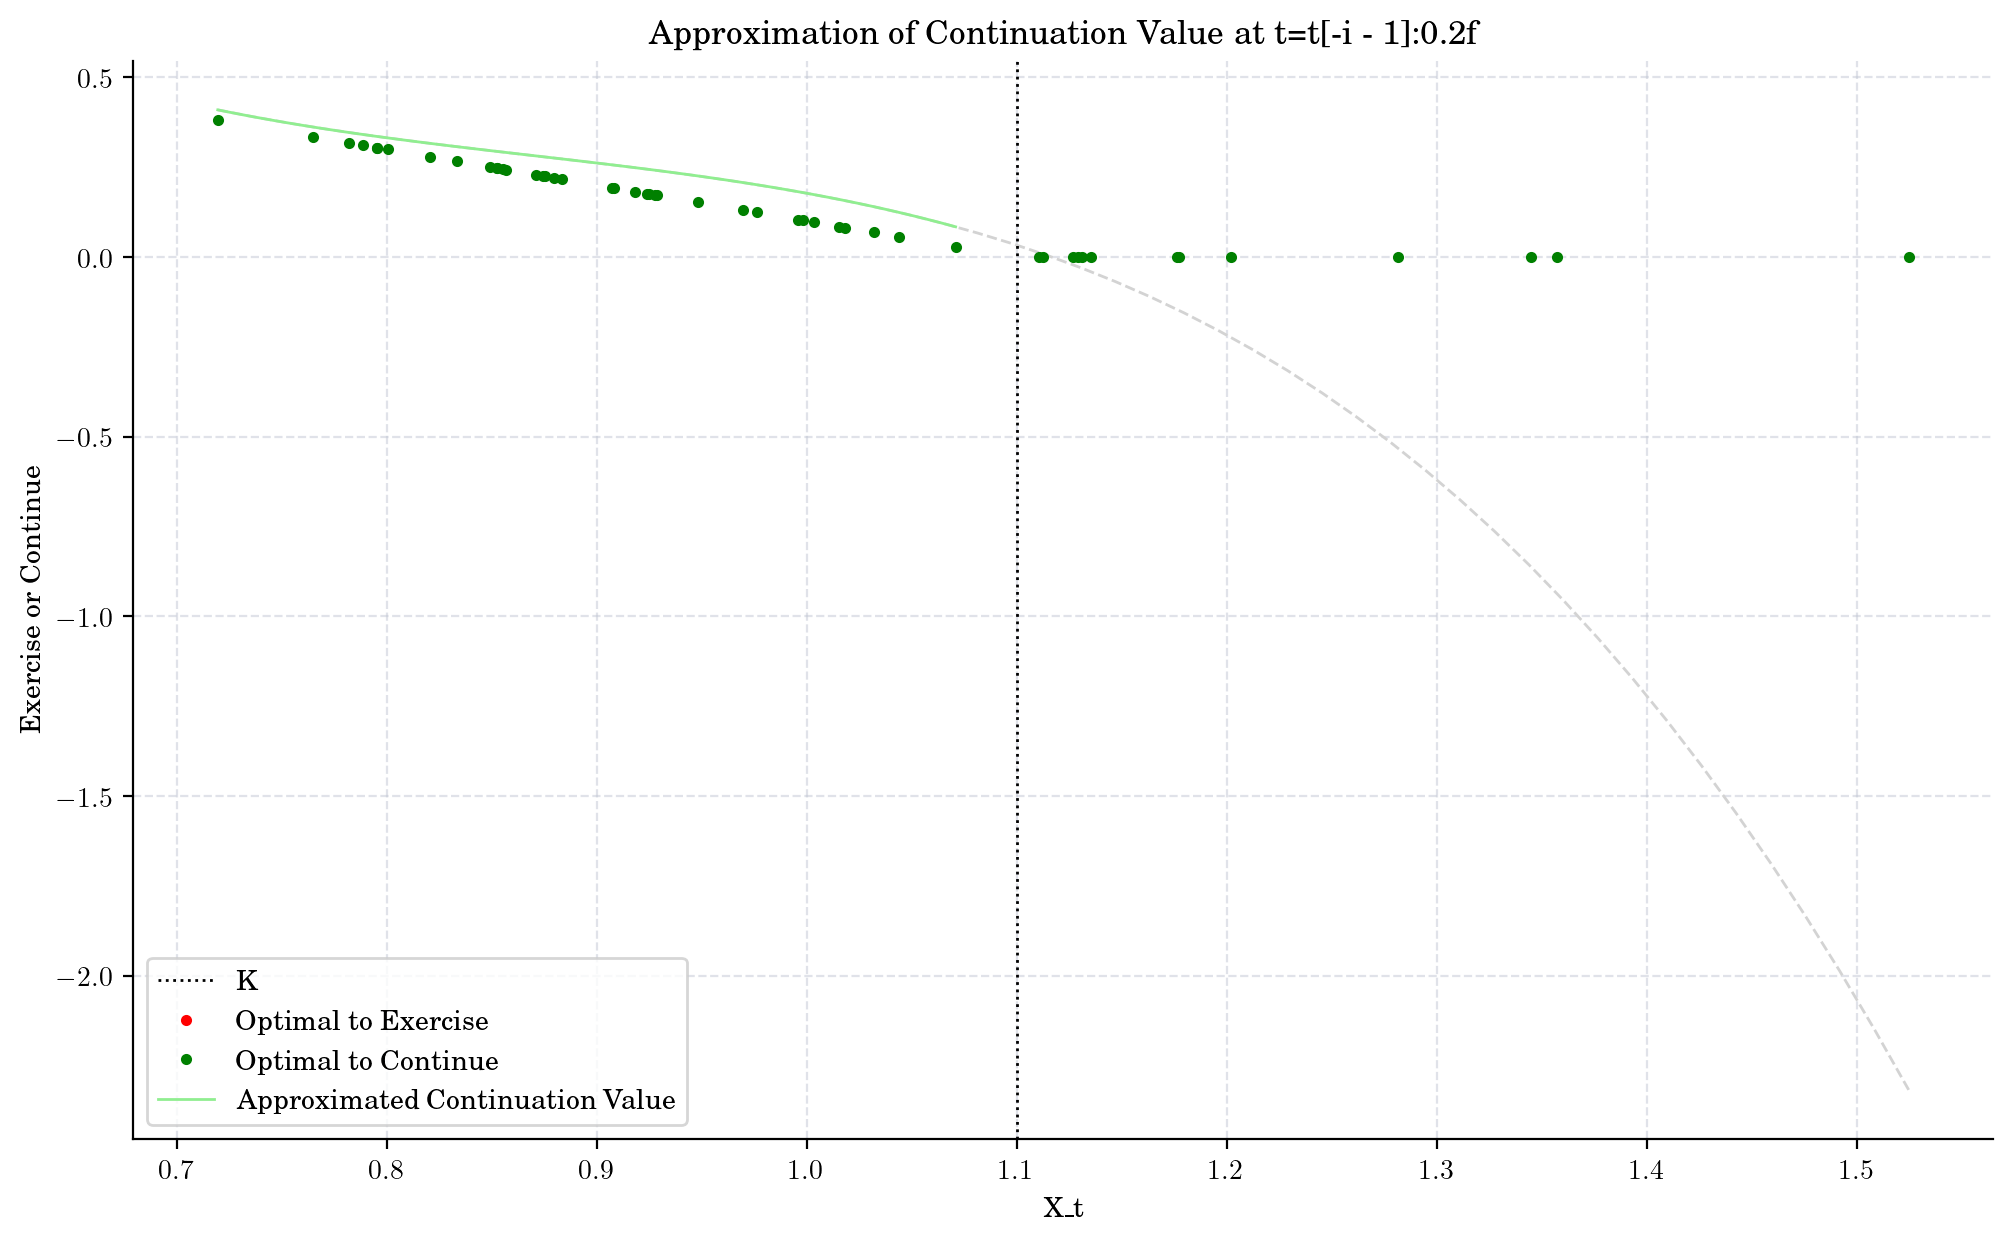 Approximation of Continuation Value at t=t[-i - 1]:0.2f
0.5
0.0
−0.5
−1.0
−1.5
−2.0
Exercise or Continue
K
Optimal to Exercise
Optimal to Continue
Approximated Continuation Value
0.7 0.8 0.9 1.0 1.1 1.2 1.3 1.4 1.5
X_t